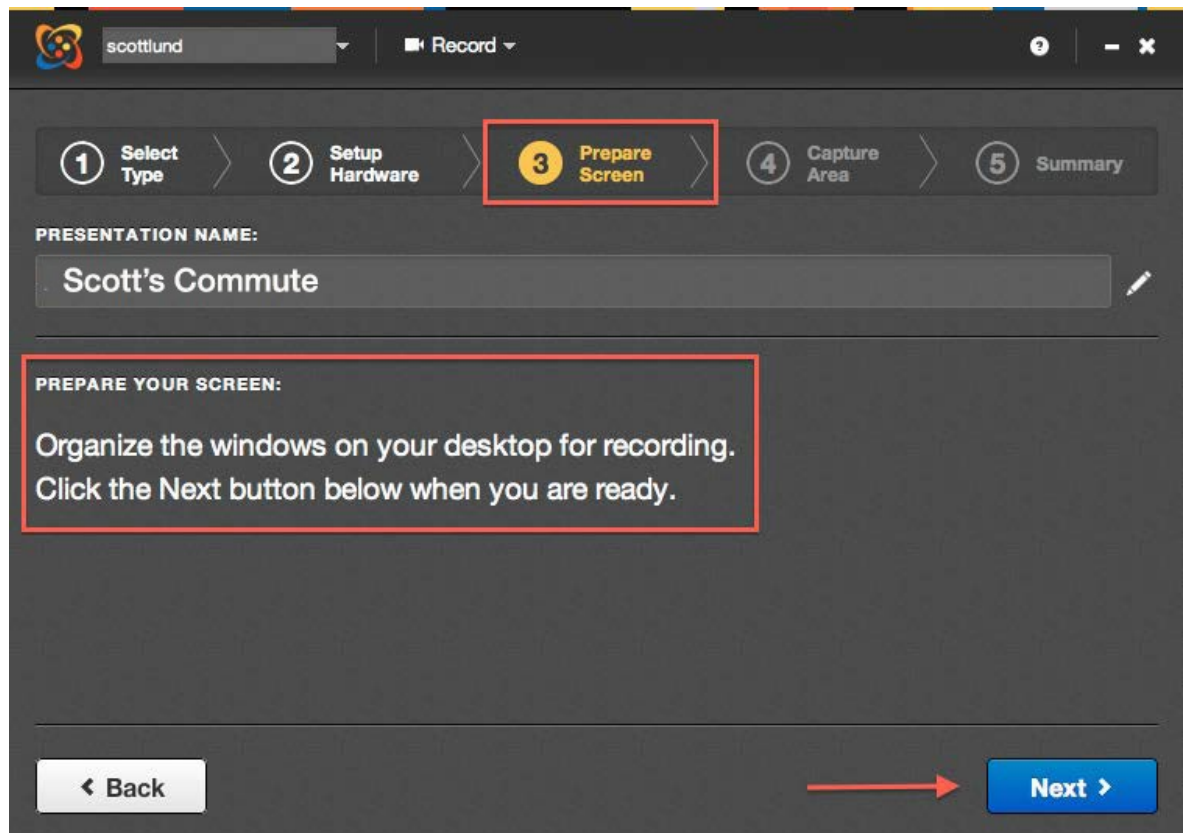 scottlund
Record
1 Select Type
2 Setup Hardware
3 Prepare Screen
4 Capture Area
5 Summary
PRESENTATION NAME:
Scott's Commute
PREPARE YOUR SCREEN:
Organize the windows on your desktop for recording.
Click the Next button below when you are ready.
Back
Next